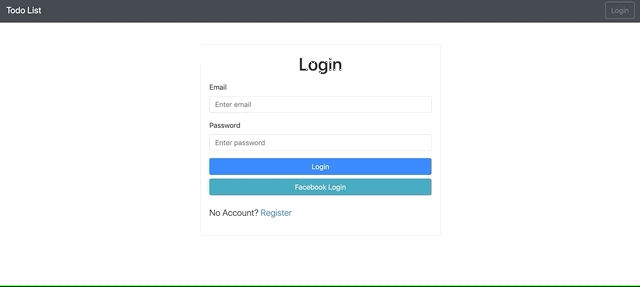 Todo List
Login
Login
Email
Enter email
Password
Enter password
Login
Facebook Login
No Account? Register